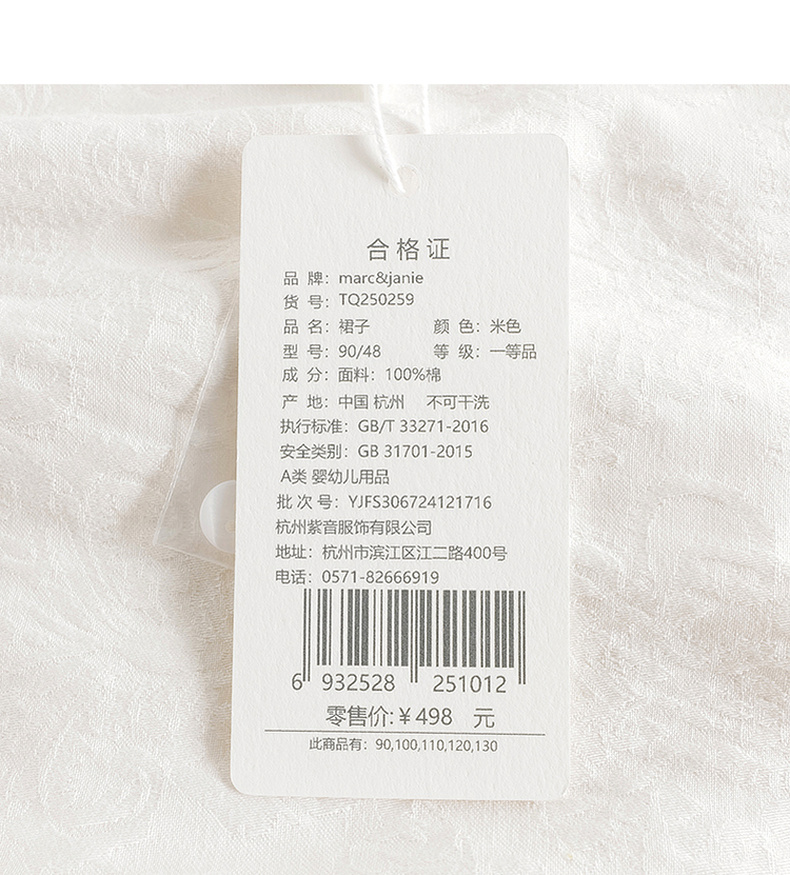 合格证
品 牌：marc&janie
货 号：TQ250259
品 名：裙子 颜 色：米色
型 号：90/48 等 级：一等品
成 分：面料：100%棉
产 地：中国 杭州 不可干洗
执行标准：GB/T 33271-2016
安全类别：GB 31701-2015
A类 婴幼儿用品
批 次 号：YJFS306724121716
杭州紫音服饰有限公司
地址：杭州市滨江区江二路400号
电话：0571-82666919
6 932528 251012
零售价:¥498 元
此商品有：90,100,110,120,130